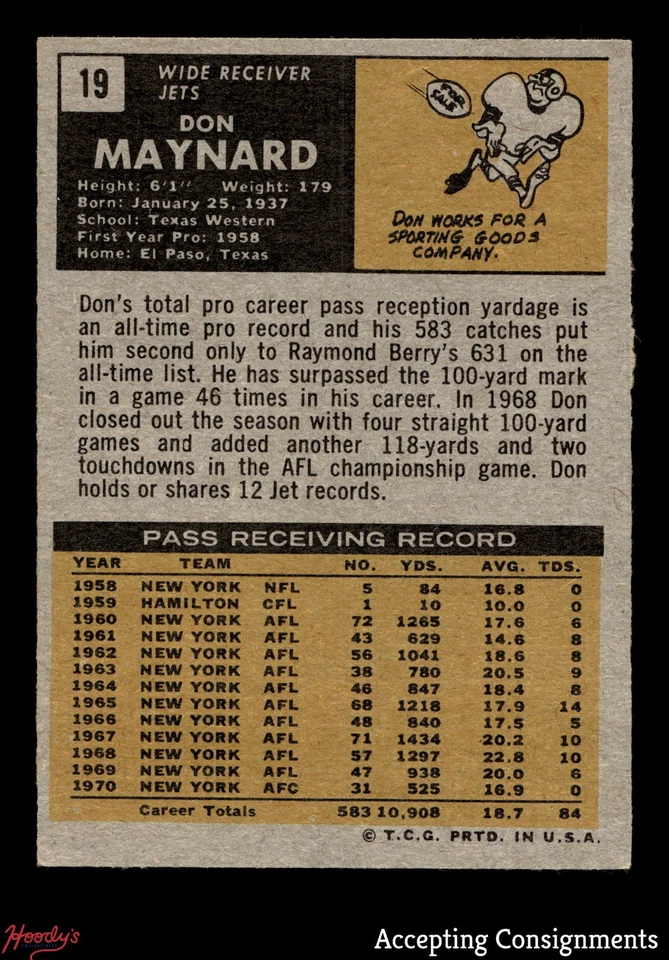 19
WIDE RECEIVER
JETS
DON
MAYNARD
Height: 6'1" Weight: 179
Born: January 25, 1937
School: Texas Western
First Year Pro: 1958
Home: El Paso, Texas
FOR
SALE
DON WORKS FOR A
SPORTING GOODS
COMPANY.
Don's total pro career pass reception yardage is
an all-time pro record and his 583 catches put
him second only to Raymond Berry's 631 on the
all-time list. He has surpassed the 100-yard mark
in a game 46 times in his career. In 1968 Don
closed out the season with four straight 100-yard
games and added another 118-yards and two
touchdowns in the AFL championship game. Don
holds or shares 12 Jet records.
PASS RECEIVING RECORD
YEAR TEAM NO. YDS. AVG. TDS.
1958 NEW YORK NFL 5 84 16.8 0
1959 HAMILTON CFL 1 10 10.0 0
1960 NEW YORK AFL 72 1265 17.6 6
1961 NEW YORK AFL 43 629 14.6 8
1962 NEW YORK AFL 56 1041 18.6 8
1963 NEW YORK AFL 38 780 20.5 9
1964 NEW YORK AFL 46 847 18.4 8
1965 NEW YORK AFL 68 1218 17.9 14
1966 NEW YORK AFL 48 840 17.5 5
1967 NEW YORK AFL 71 1434 20.2 10
1968 NEW YORK AFL 57 1297 22.8 10
1969 NEW YORK AFL 47 938 20.0 6
1970 NEW YORK AFC 31 525 16.9 0
Career Totals 583 10,908 18.7 84
© T.C.G. PRTD. IN U.S.A.
Hoody's
Accepting Consignments